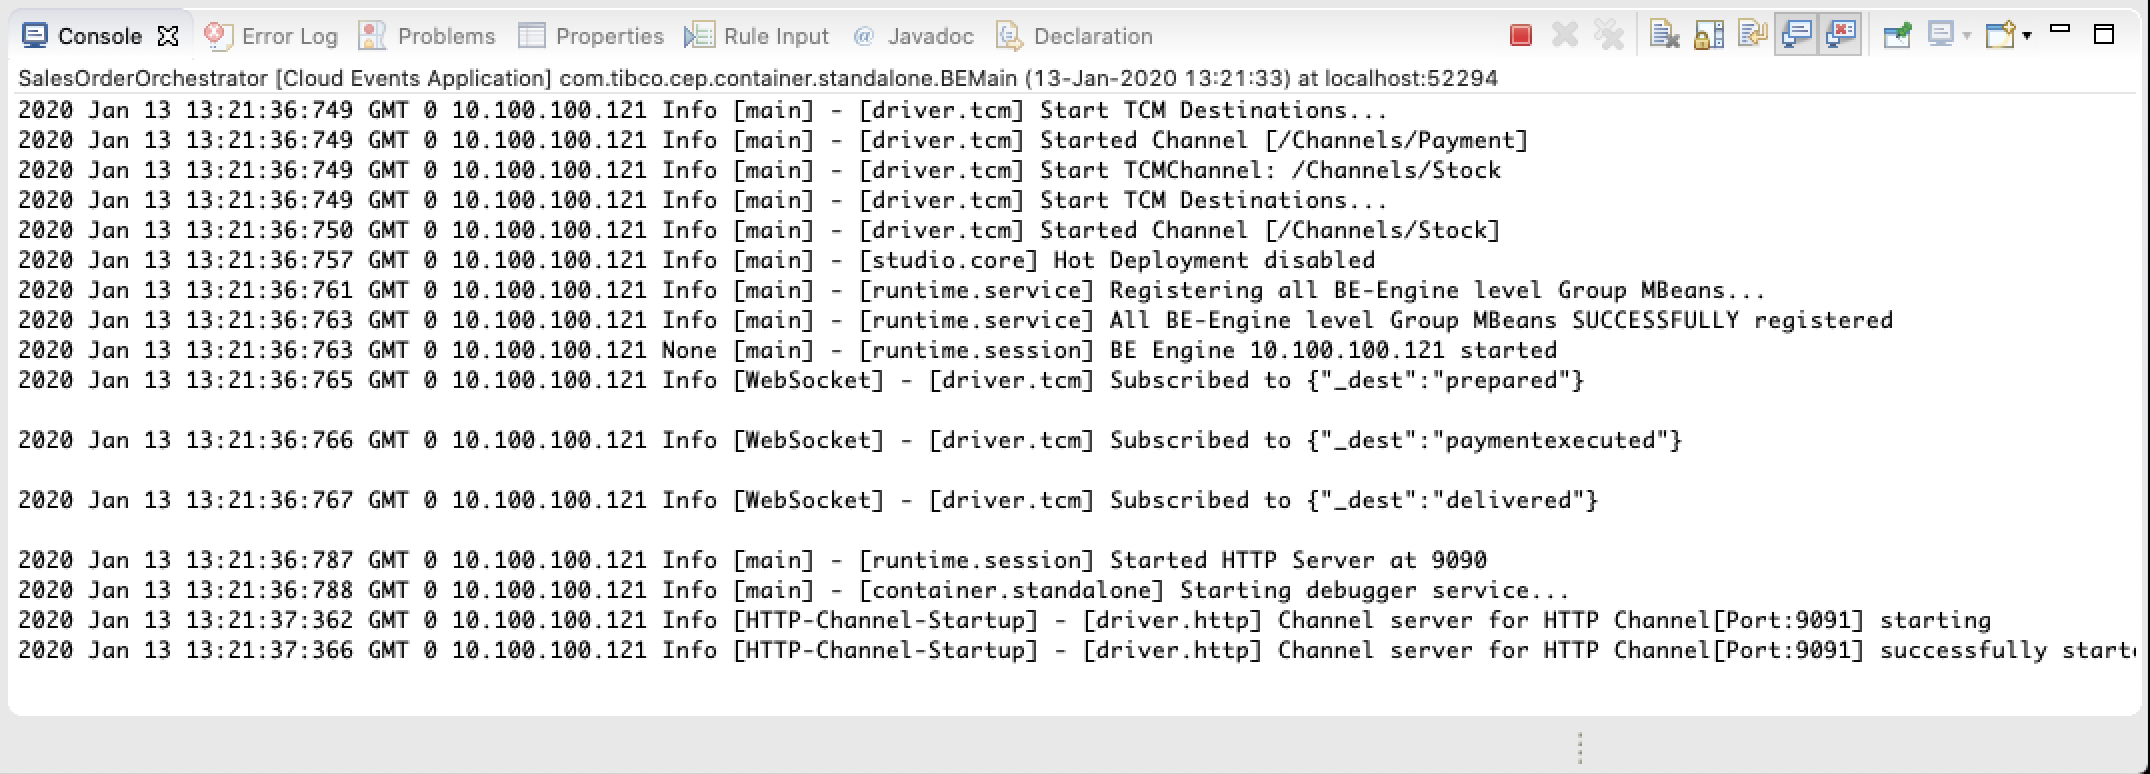 Console Error Log Problems Properties Rule Input @ Javadoc Declaration
SalesOrderOrchestrator [Cloud Events Application] com.tibco.cep.container.standalone.BEMain (13-Jan-2020 13:21:33) at localhost:52294
2020 Jan 13 13:21:36:749 GMT 0 10.100.100.121 Info [main] - [driver.tcm] Start TCM Destinations...
2020 Jan 13 13:21:36:749 GMT 0 10.100.100.121 Info [main] - [driver.tcm] Started Channel [/Channels/Payment]
2020 Jan 13 13:21:36:749 GMT 0 10.100.100.121 Info [main] - [driver.tcm] Start TCMChannel: /Channels/Stock
2020 Jan 13 13:21:36:749 GMT 0 10.100.100.121 Info [main] - [driver.tcm] Start TCM Destinations...
2020 Jan 13 13:21:36:750 GMT 0 10.100.100.121 Info [main] - [driver.tcm] Started Channel [/Channels/Stock]
2020 Jan 13 13:21:36:757 GMT 0 10.100.100.121 Info [main] - [studio.core] Hot Deployment disabled
2020 Jan 13 13:21:36:761 GMT 0 10.100.100.121 Info [main] - [runtime.service] Registering all BE-Engine level Group MBeans...
2020 Jan 13 13:21:36:763 GMT 0 10.100.100.121 Info [main] - [runtime.service] All BE-Engine level Group MBeans SUCCESSFULLY registered
2020 Jan 13 13:21:36:763 GMT 0 10.100.100.121 None [main] - [runtime.session] BE Engine 10.100.100.121 started
2020 Jan 13 13:21:36:765 GMT 0 10.100.100.121 Info [WebSocket] - [driver.tcm] Subscribed to {"_dest":"prepared"}
2020 Jan 13 13:21:36:766 GMT 0 10.100.100.121 Info [WebSocket] - [driver.tcm] Subscribed to {"_dest":"paymentexecuted"}
2020 Jan 13 13:21:36:767 GMT 0 10.100.100.121 Info [WebSocket] - [driver.tcm] Subscribed to {"_dest":"delivered"}
2020 Jan 13 13:21:36:787 GMT 0 10.100.100.121 Info [main] - [runtime.session] Started HTTP Server at 9090
2020 Jan 13 13:21:36:788 GMT 0 10.100.100.121 Info [main] - [container.standalone] Starting debugger service...
2020 Jan 13 13:21:37:362 GMT 0 10.100.100.121 Info [HTTP-Channel-Startup] - [driver.http] Channel server for HTTP Channel[Port:9091] starting
2020 Jan 13 13:21:37:366 GMT 0 10.100.100.121 Info [HTTP-Channel-Startup] - [driver.http] Channel server for HTTP Channel[Port:9091] successfully start